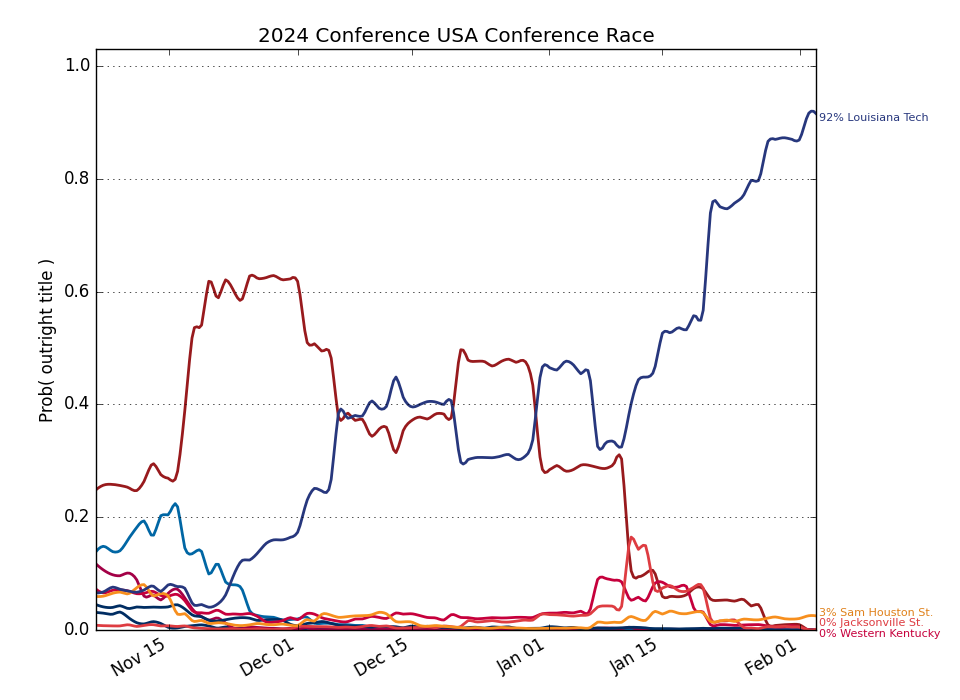 2024 Conference USA Conference Race
Prob( outright title )
1.0
0.8
0.6
0.4
0.2
0.0
Nov 15
Dec 01
Dec 15
Jan 01
Jan 15
Feb 01
92% Louisiana Tech
3% Sam Houston St.
0% Jacksonville St.
0% Western Kentucky